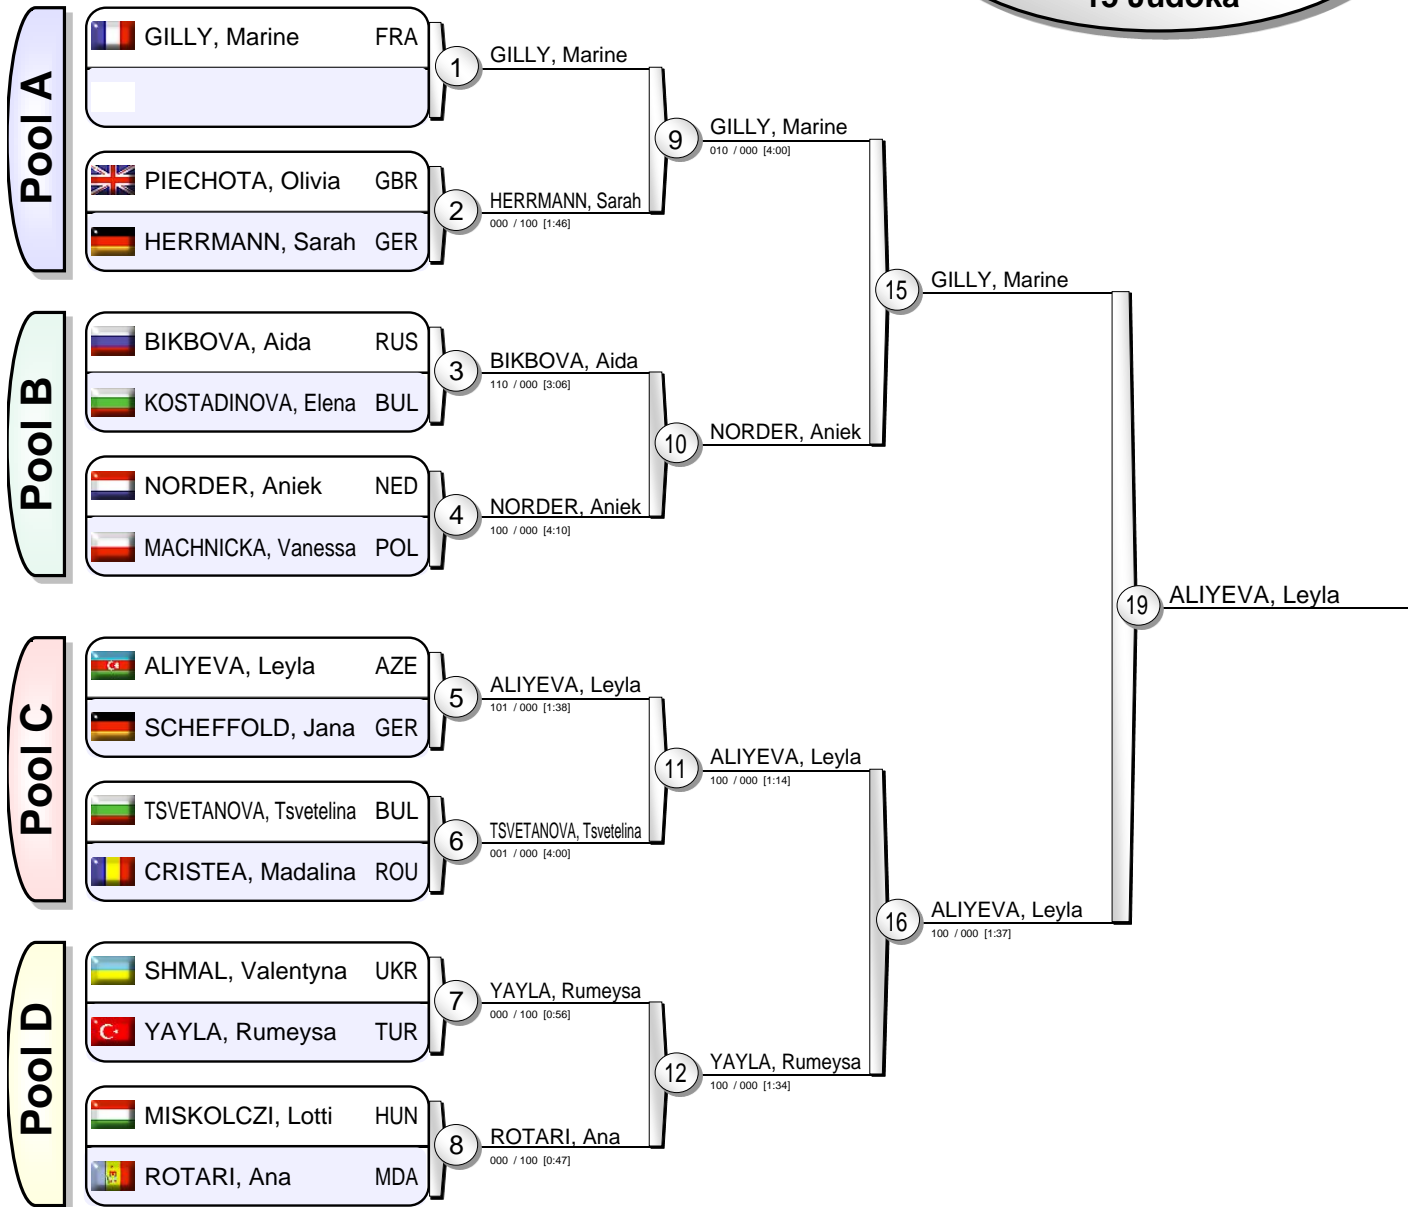 15 Judoka
Pool A
GILLY, Marine FRA
PIECHOTA, Olivia GBR
HERRMANN, Sarah GER
Pool B
BIKBOVA, Aida RUS
KOSTADINOVA, Elena BUL
NORDER, Aniek NED
MACHNICKA, Vanessa POL
Pool C
ALIYEVA, Leyla AZE
SCHEFFOLD, Jana GER
TSVETANOVA, Tsvetelina BUL
CRISTEA, Madalina ROU
Pool D
SHMAL, Valentyna UKR
YAYLA, Rumeysa TUR
MISKOLCZI, Lotti HUN
ROTARI, Ana MDA
1 GILLY, Marine
2 HERRMANN, Sarah
000 / 100 [1:46]
3 BIKBOVA, Aida
110 / 000 [3:06]
4 NORDER, Aniek
100 / 000 [4:10]
5 ALIYEVA, Leyla
101 / 000 [1:38]
6 TSVETANOVA, Tsvetelina
001 / 000 [4:00]
7 YAYLA, Rumeysa
000 / 100 [0:56]
8 ROTARI, Ana
000 / 100 [0:47]
9 GILLY, Marine
010 / 000 [4:00]
10 NORDER, Aniek
11 ALIYEVA, Leyla
100 / 000 [1:14]
12 YAYLA, Rumeysa
100 / 000 [1:34]
15 GILLY, Marine
16 ALIYEVA, Leyla
100 / 000 [1:37]
19 ALIYEVA, Leyla